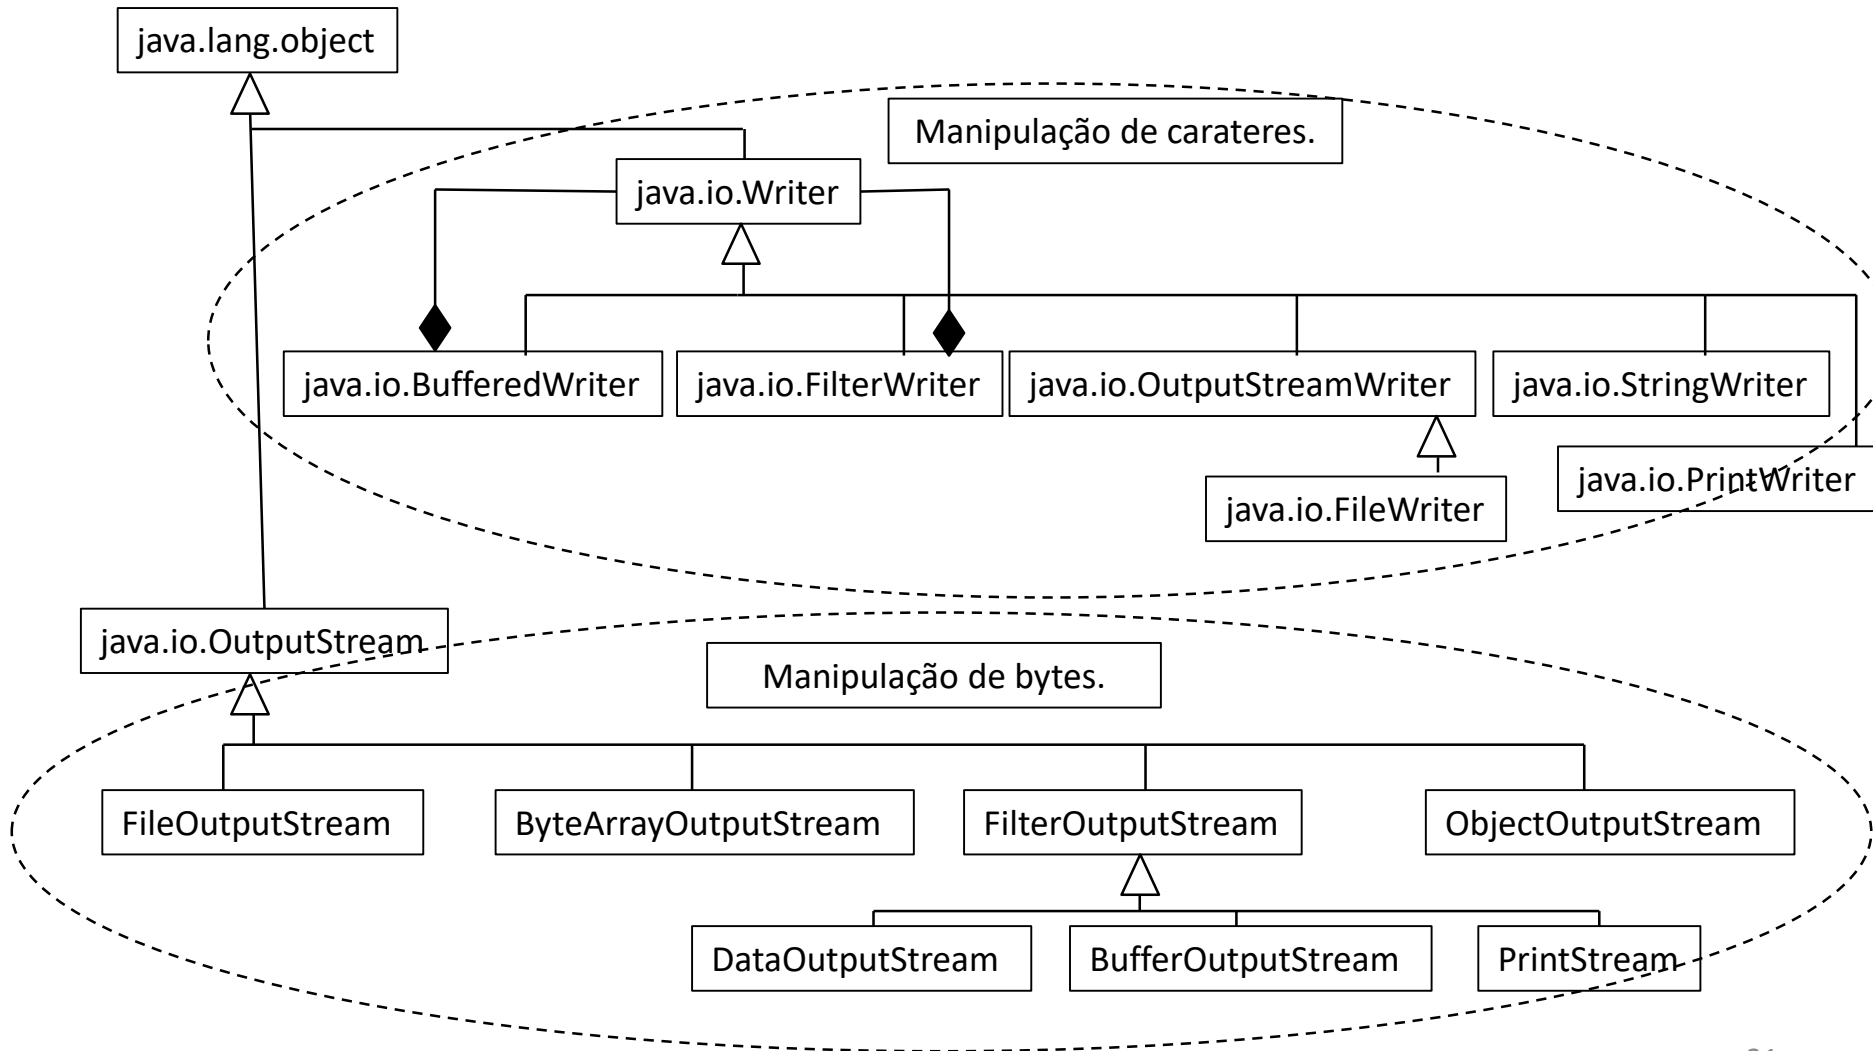 java.lang.object
Manipulação de carateres.
java.io.Writer
java.io.BufferedWriter
java.io.FilterWriter
java.io.OutputStreamWriter
java.io.StringWriter
java.io.PrintWriter
java.io.FileWriter
java.io.OutputStream
Manipulação de bytes.
FileOutputStream
ByteArrayOutputStream
FilterOutputStream
ObjectOutputStream
DataOutputStream
BufferOutputStream
PrintStream